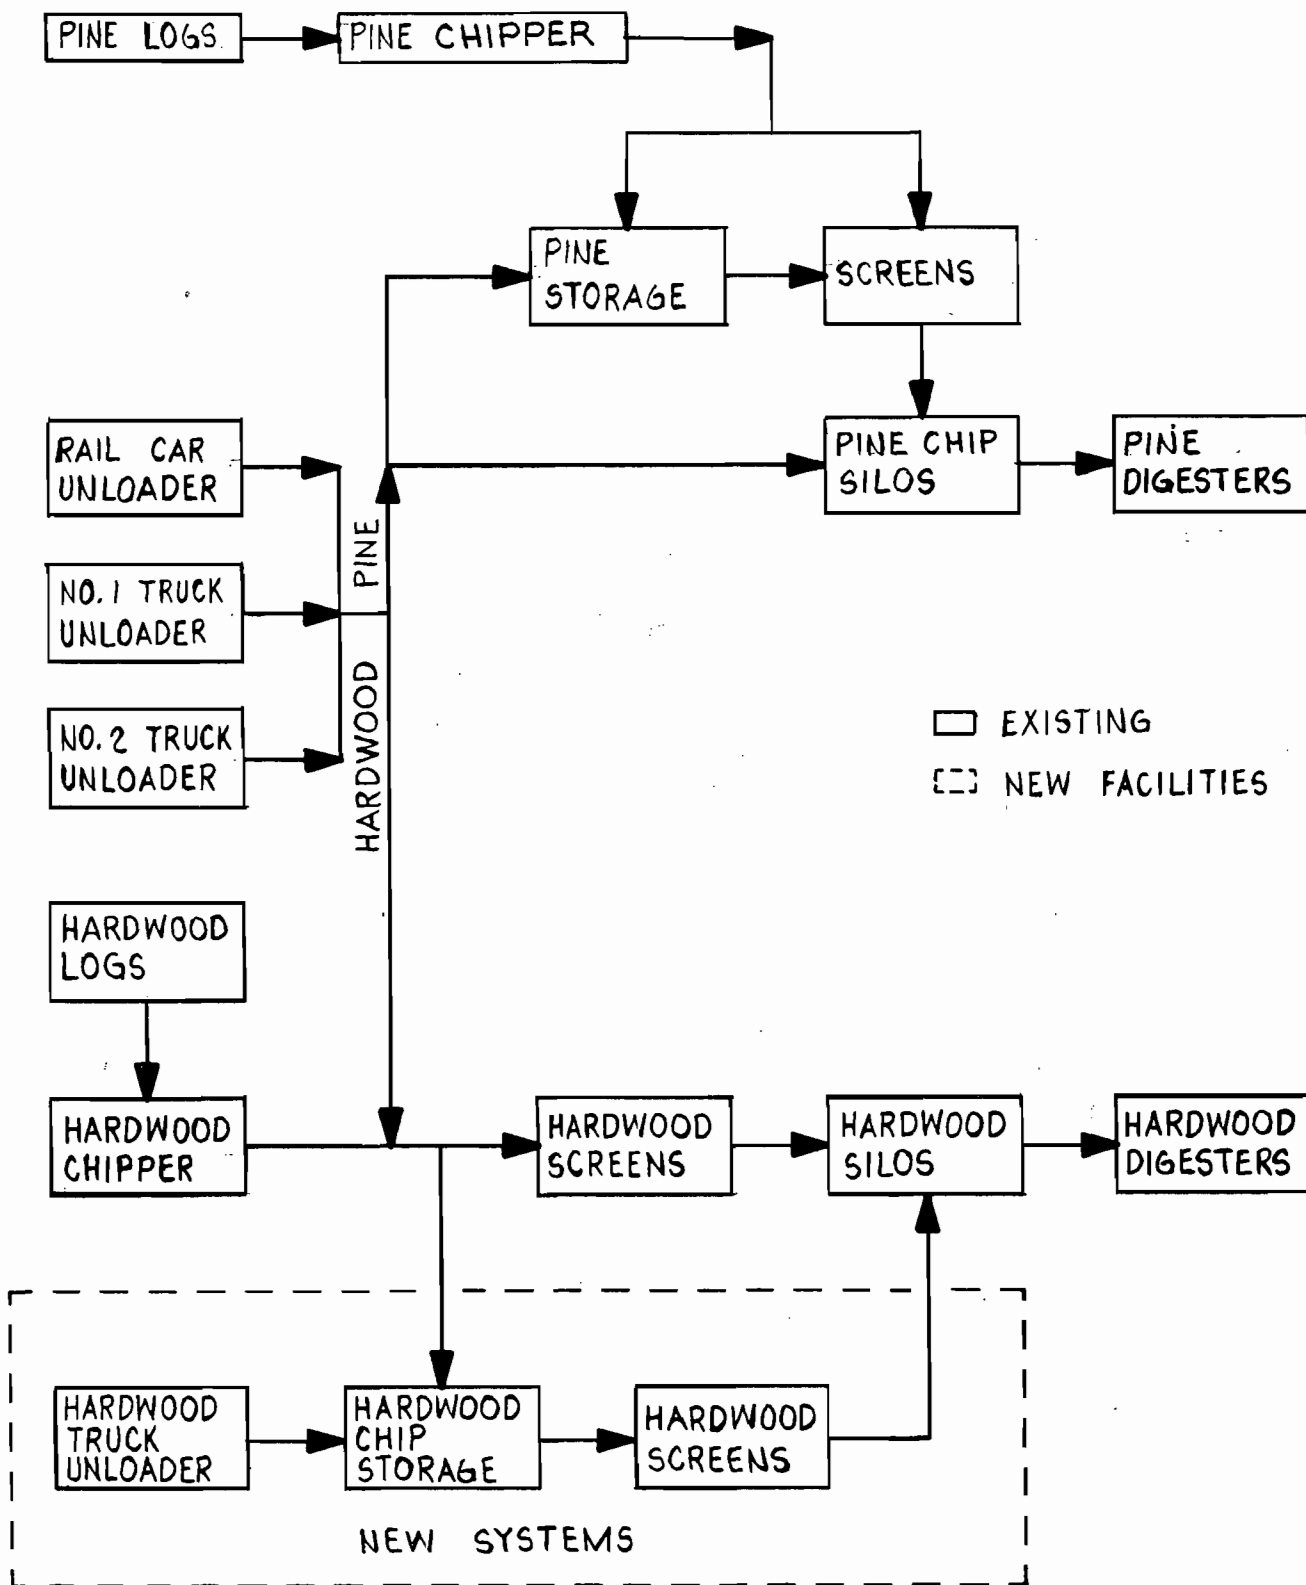 PINE LOGS
PINE CHIPPER
PINE
STORAGE
SCREENS
RAIL CAR
UNLOADER
PINE CHIP
SILOS
PINE
DIGESTERS
PINE
NO. 1 TRUCK
UNLOADER
HARDWOOD
NO. 2 TRUCK
UNLOADER
EXISTING
NEW FACILITIES
HARDWOOD
LOGS
HARDWOOD
CHIPPER
HARDWOOD
SCREENS
HARDWOOD
SILOS
HARDWOOD
DIGESTERS
HARDWOOD
TRUCK
UNLOADER
HARDWOOD
CHIP
STORAGE
HARDWOOD
SCREENS
NEW SYSTEMS